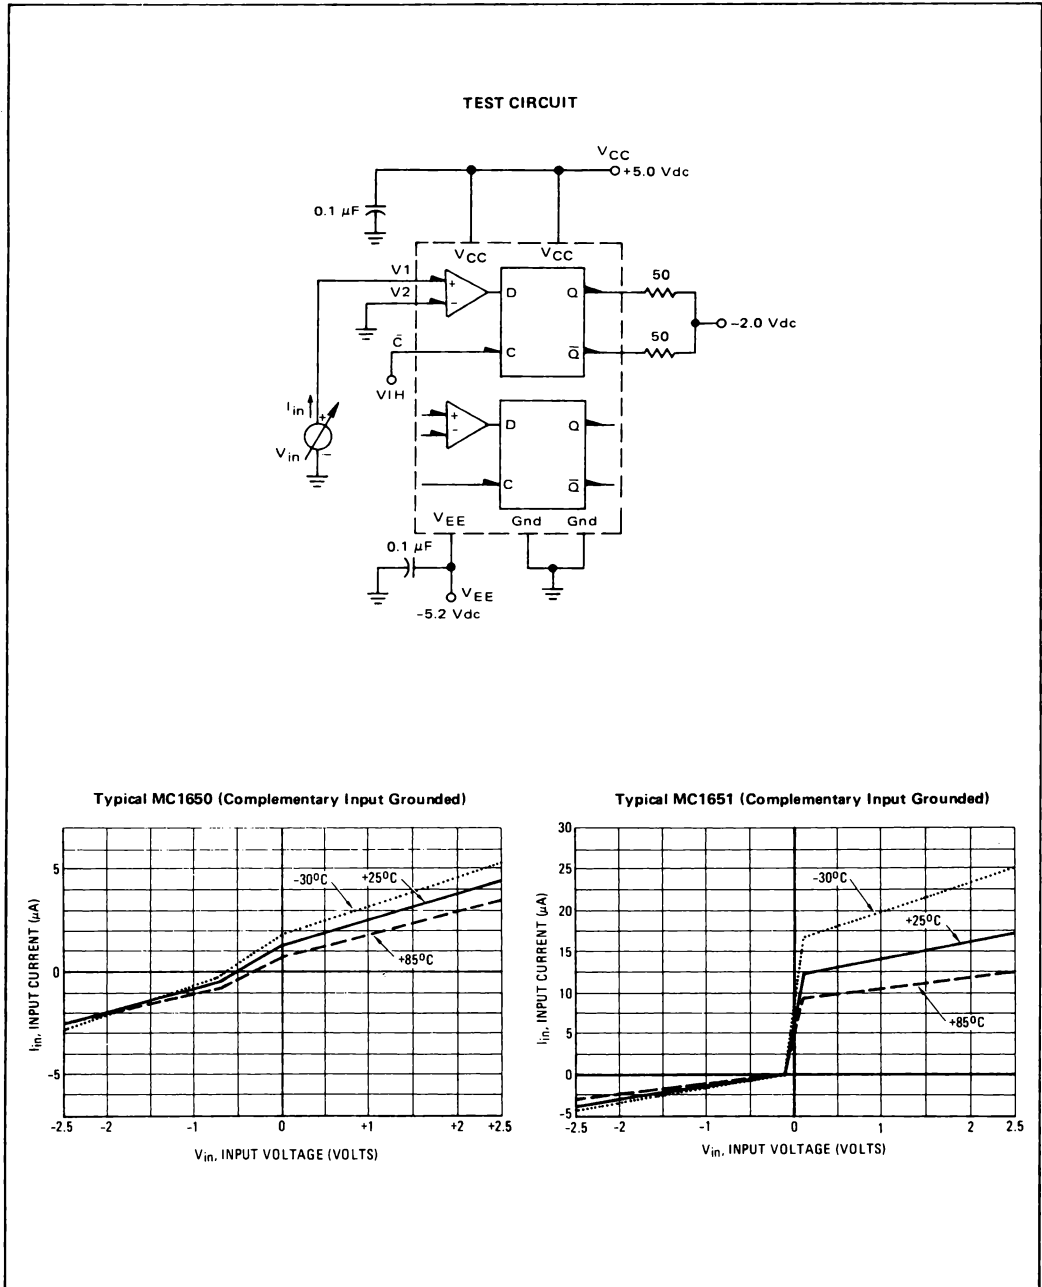 TEST CIRCUIT
VCC
+5.0 Vdc
0.1 µF
VCC
VCC
V1
V2
+
−
D
Q
50
−2.0 Vdc
C̄
C
Q̄
50
VIH
Iin
+
Vin
−
+
−
D
Q
C
Q̄
VEE
Gnd
Gnd
0.1 µF
VEE
-5.2 Vdc
Typical MC1650 (Complementary Input Grounded)
Iin, INPUT CURRENT (µA)
5
0
-5
-30°C
+25°C
+85°C
-2.5
-2
-1
0
+1
+2
+2.5
Vin, INPUT VOLTAGE (VOLTS)
Typical MC1651 (Complementary Input Grounded)
Iin, INPUT CURRENT (µA)
30
25
20
15
10
5
0
-5
-30°C
+25°C
+85°C
-2.5
-2
-1
0
1
2
2.5
Vin, INPUT VOLTAGE (VOLTS)